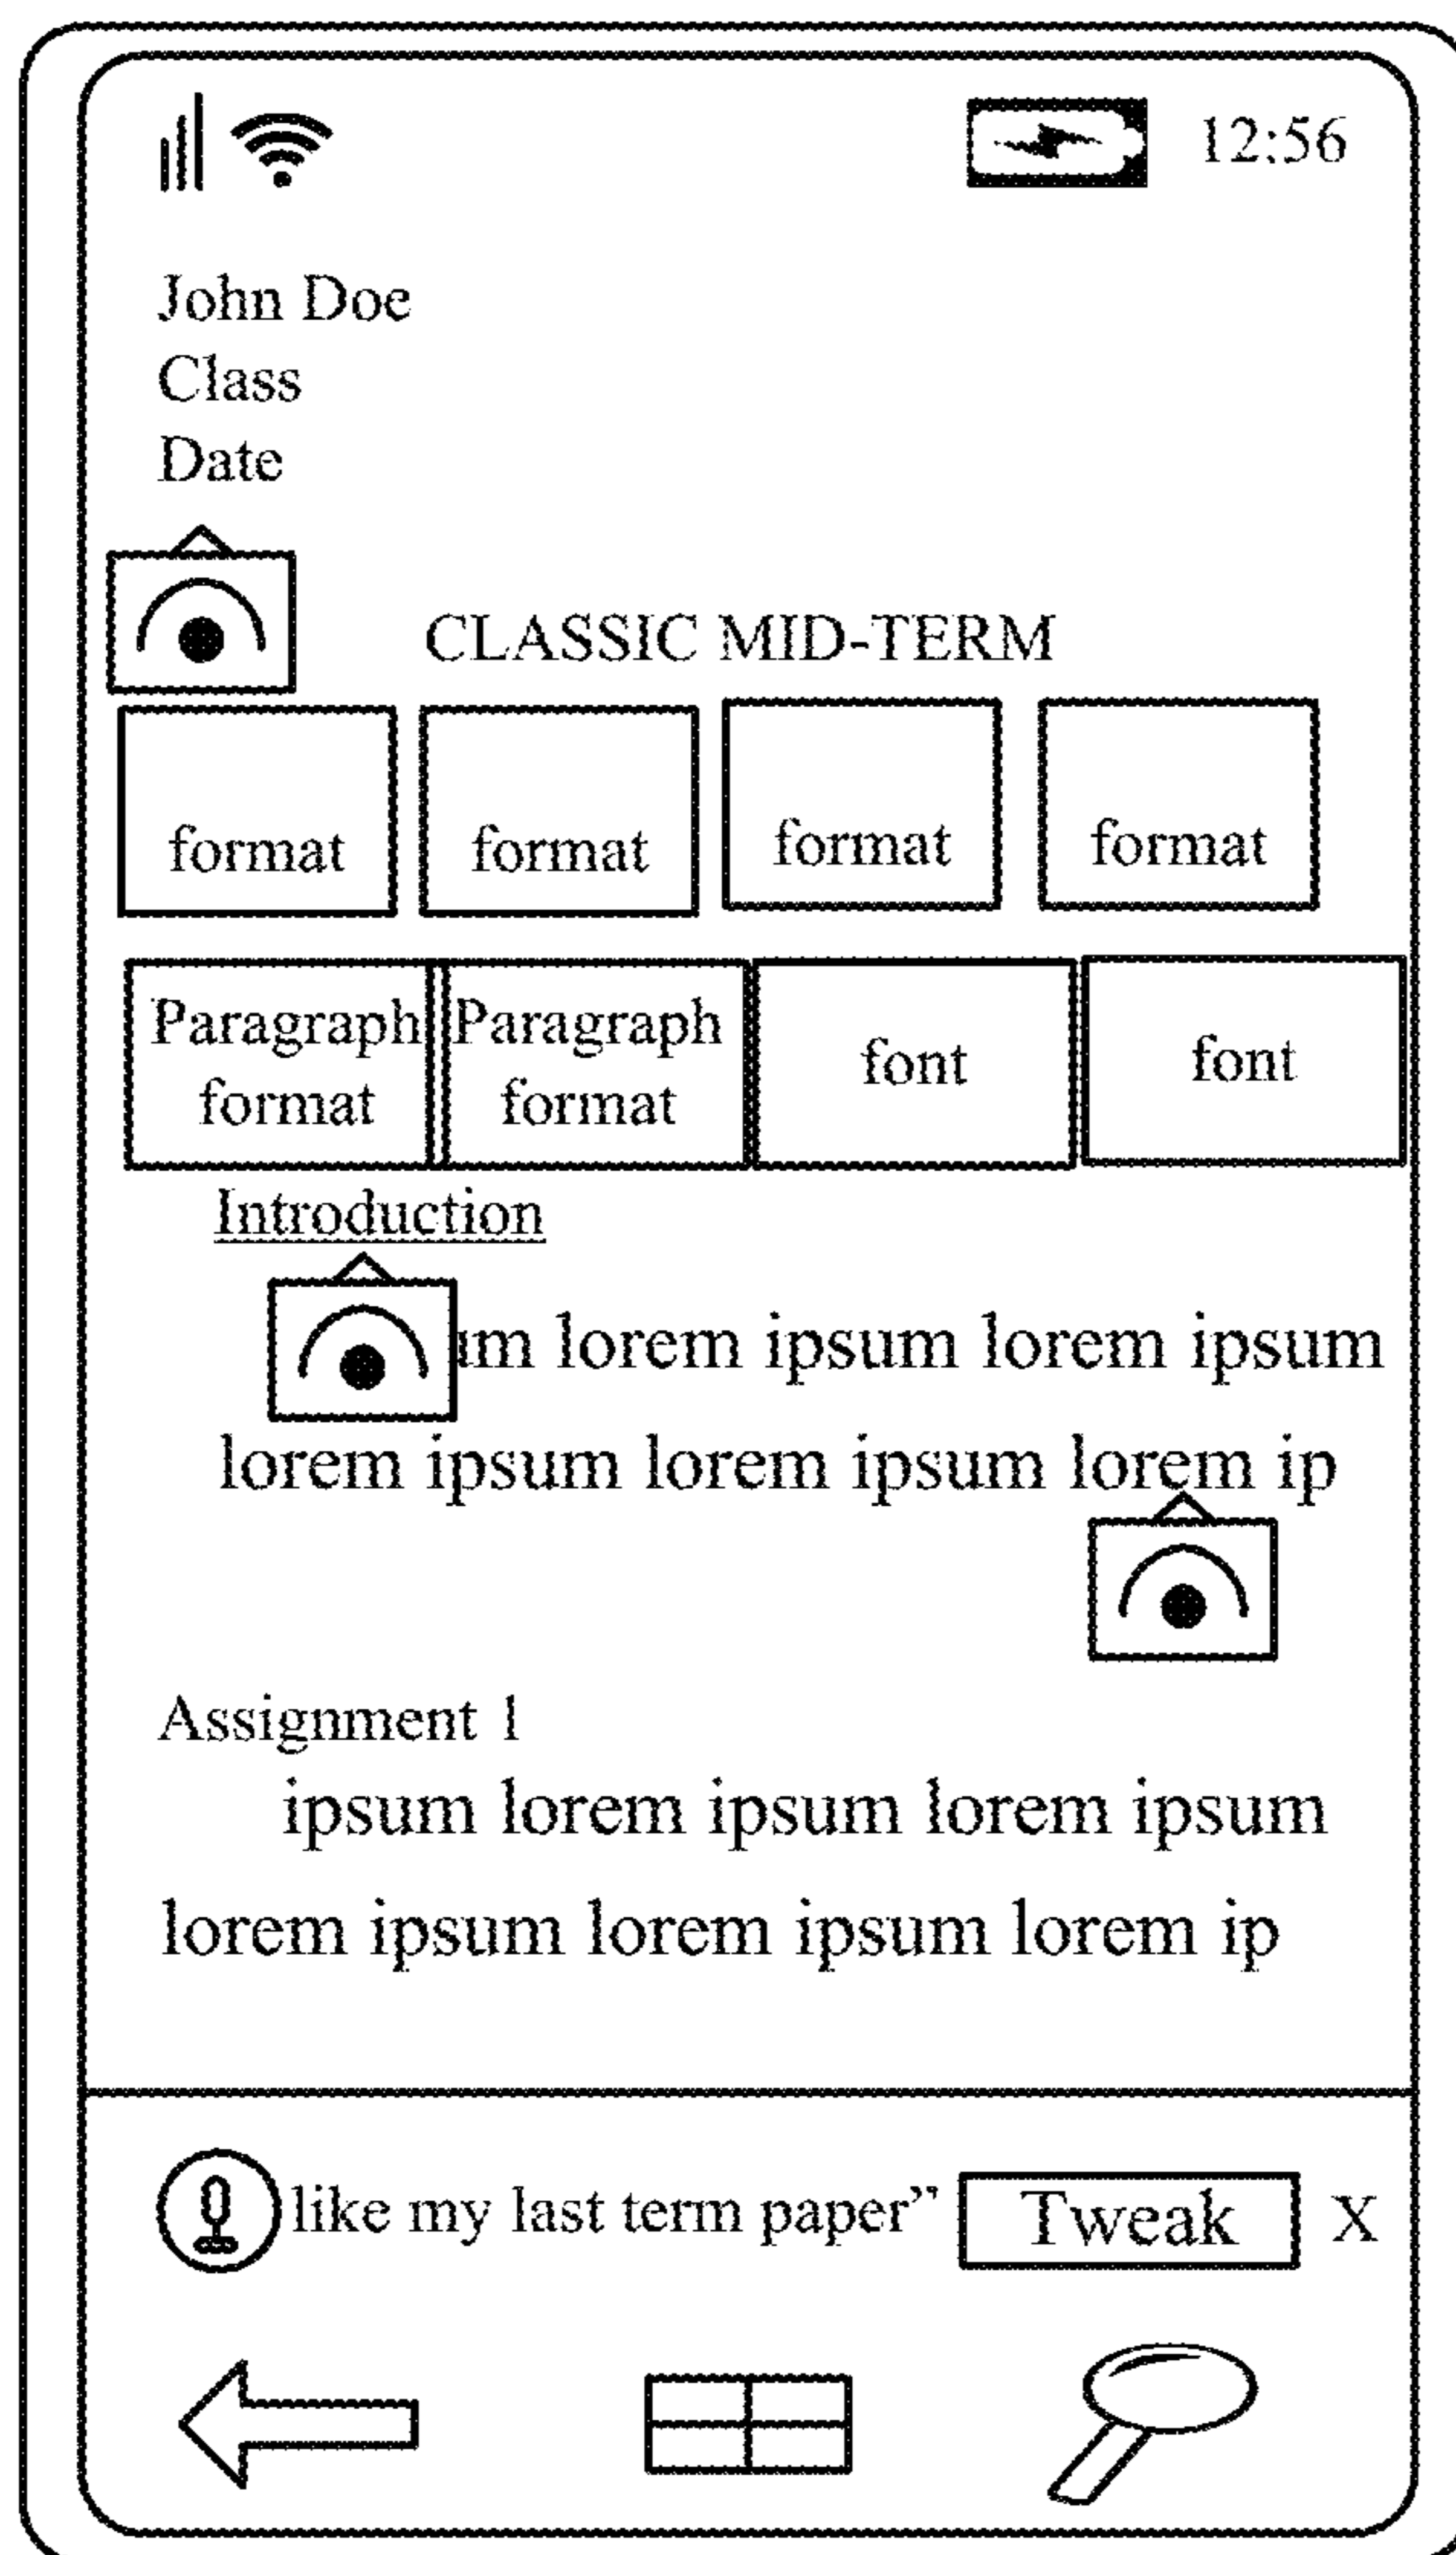 12:56
John Doe
Class
Date
CLASSIC MID-TERM
format format format format
Paragraph Paragraph font font
format format
Introduction
um lorem ipsum lorem ipsum
lorem ipsum lorem ipsum lorem ip
Assignment 1
ipsum lorem ipsum lorem ipsum
lorem ipsum lorem ipsum lorem ip
like my last term paper” Tweak X